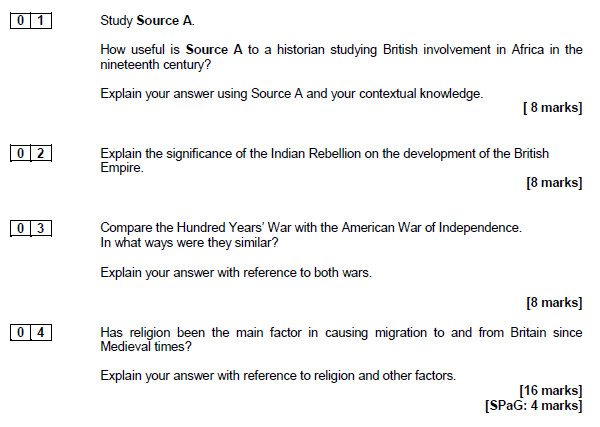 0 1 Study Source A.
How useful is Source A to a historian studying British involvement in Africa in the
nineteenth century?
Explain your answer using Source A and your contextual knowledge.
[ 8 marks]
0 2 Explain the significance of the Indian Rebellion on the development of the British
Empire.
[8 marks]
0 3 Compare the Hundred Years' War with the American War of Independence.
In what ways were they similar?
Explain your answer with reference to both wars.
[8 marks]
0 4 Has religion been the main factor in causing migration to and from Britain since
Medieval times?
Explain your answer with reference to religion and other factors.
[16 marks]
[SPaG: 4 marks]